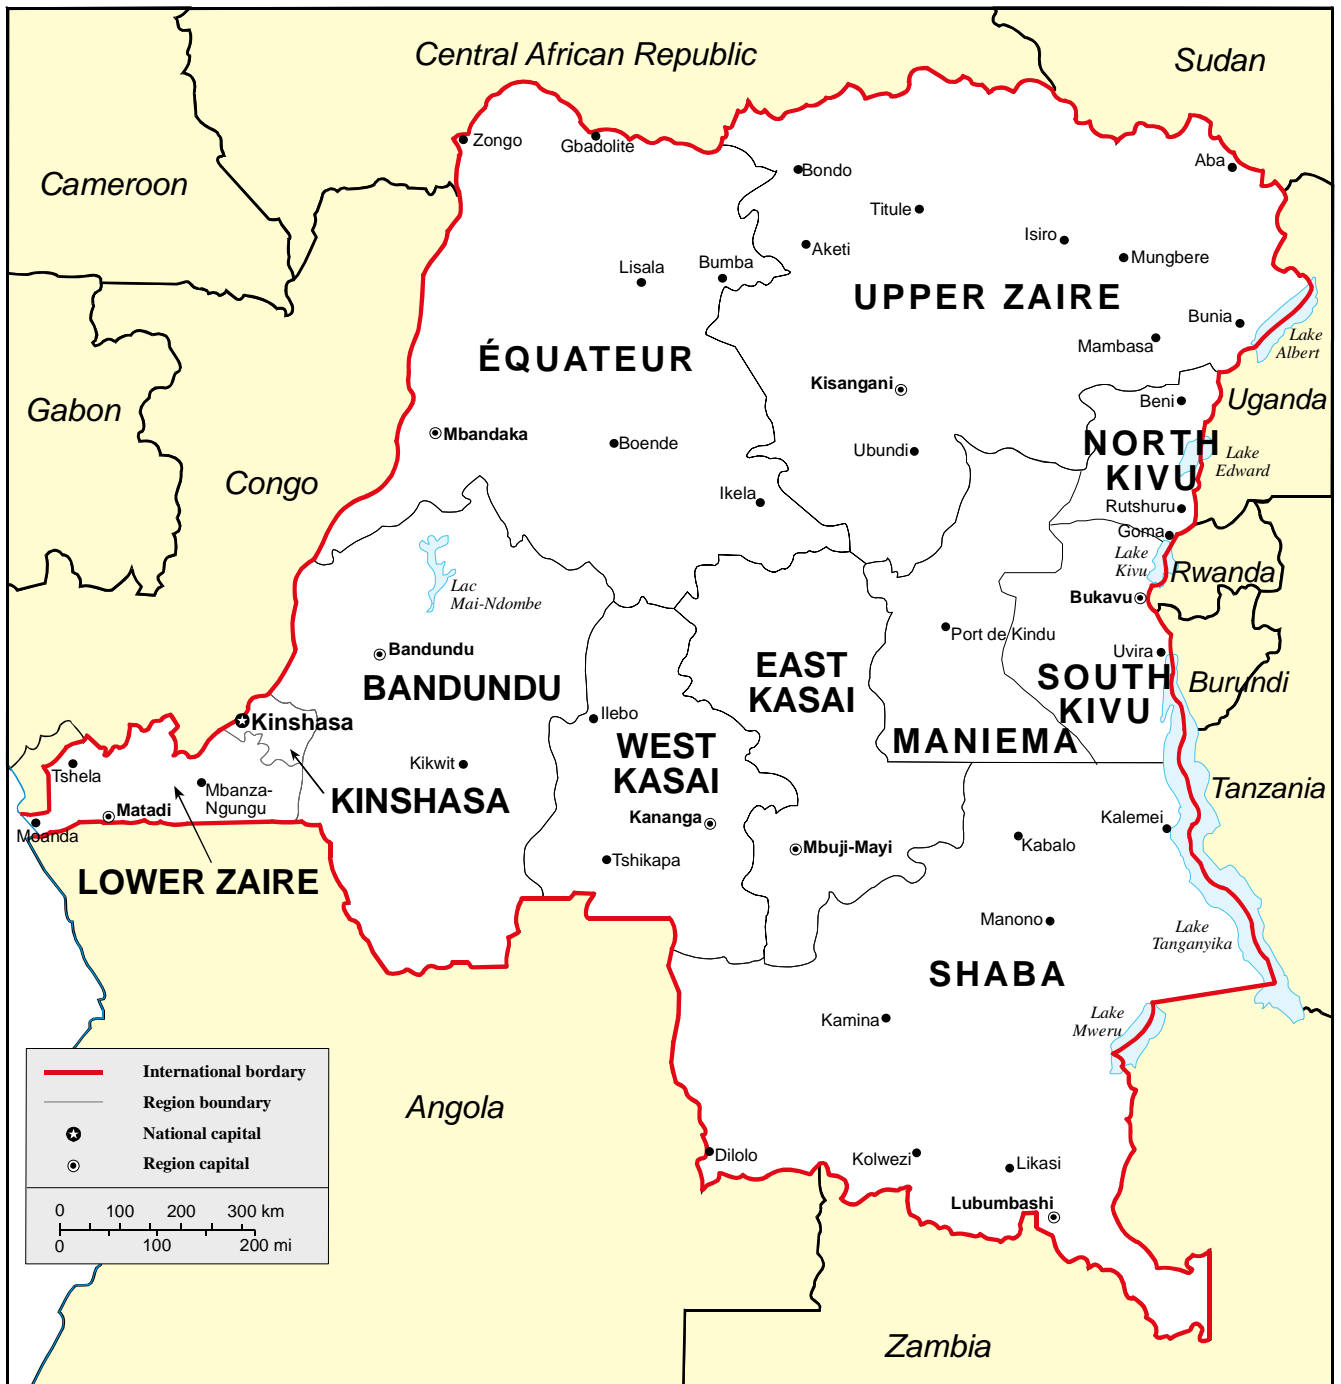 Central African Republic
Sudan
Zongo
Gbadolite
Aba
Cameroon
Bondo
Titule
Isiro
Aketi
Mungbere
Lisala
Bumba
UPPER ZAIRE
Bunia
Lake
Albert
Mambasa
ÉQUATEUR
Kisangani
Beni
Uganda
Gabon
Mbandaka
Boende
Ubundi
NORTH
KIVU
Lake
Edward
Congo
Ikela
Rutshuru
Goma
Lake
Kivu
Rwanda
Lac
Mai-Ndombe
Bukavu
Port de Kindu
Bandundu
Uvira
BANDUNDU
EAST
KASAI
SOUTH
KIVU
Burundi
Kinshasa
Ilebo
WEST
KASAI
MANIEMA
Tshela
Kikwit
Mbanza-
Ngungu
KINSHASA
Tanzania
Matadi
Moanda
Kananga
Kalemei
Kabalo
Mbuji-Mayi
Tshikapa
LOWER ZAIRE
Manono
Lake
Tanganyika
SHABA
Kamina
Lake
Mweru
International bordary
Region boundary
National capital
Region capital
0 100 200 300 km
0 100 200 mi
Angola
Dilolo
Kolwezi
Likasi
Lubumbashi
Zambia